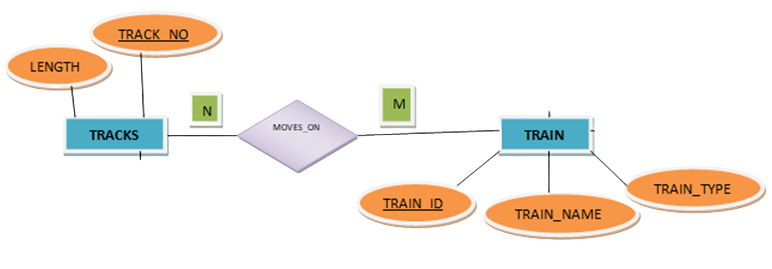 TRACK_NO
LENGTH
N
M
TRACKS
MOVES_ON
TRAIN
TRAIN_ID
TRAIN_NAME
TRAIN_TYPE